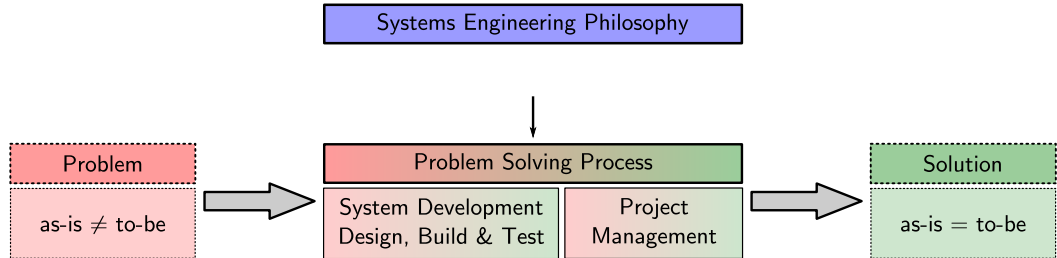 Systems Engineering Philosophy
Problem
Problem Solving Process
Solution
as-is ≠ to-be
System Development
Design, Build & Test
Project
Management
as-is = to-be